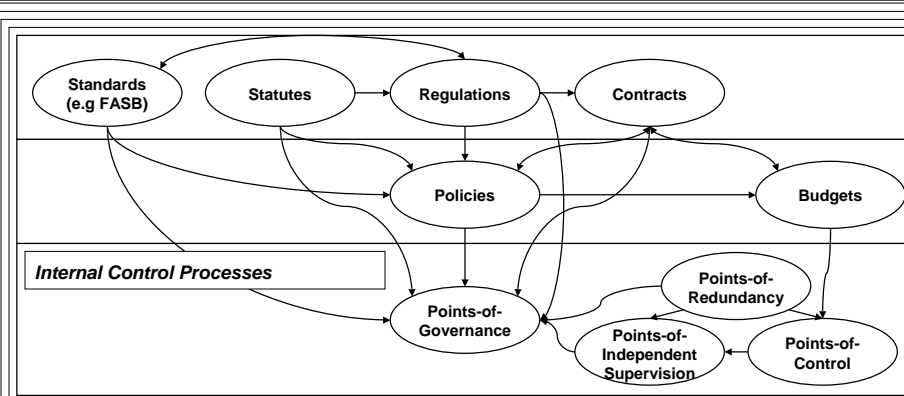 Standards
(e.g FASB)
Statutes
Regulations
Contracts
Policies
Budgets
Internal Control Processes
Points-of-
Redundancy
Points-of-
Governance
Points-of-
Independent
Supervision
Points-of-
Control